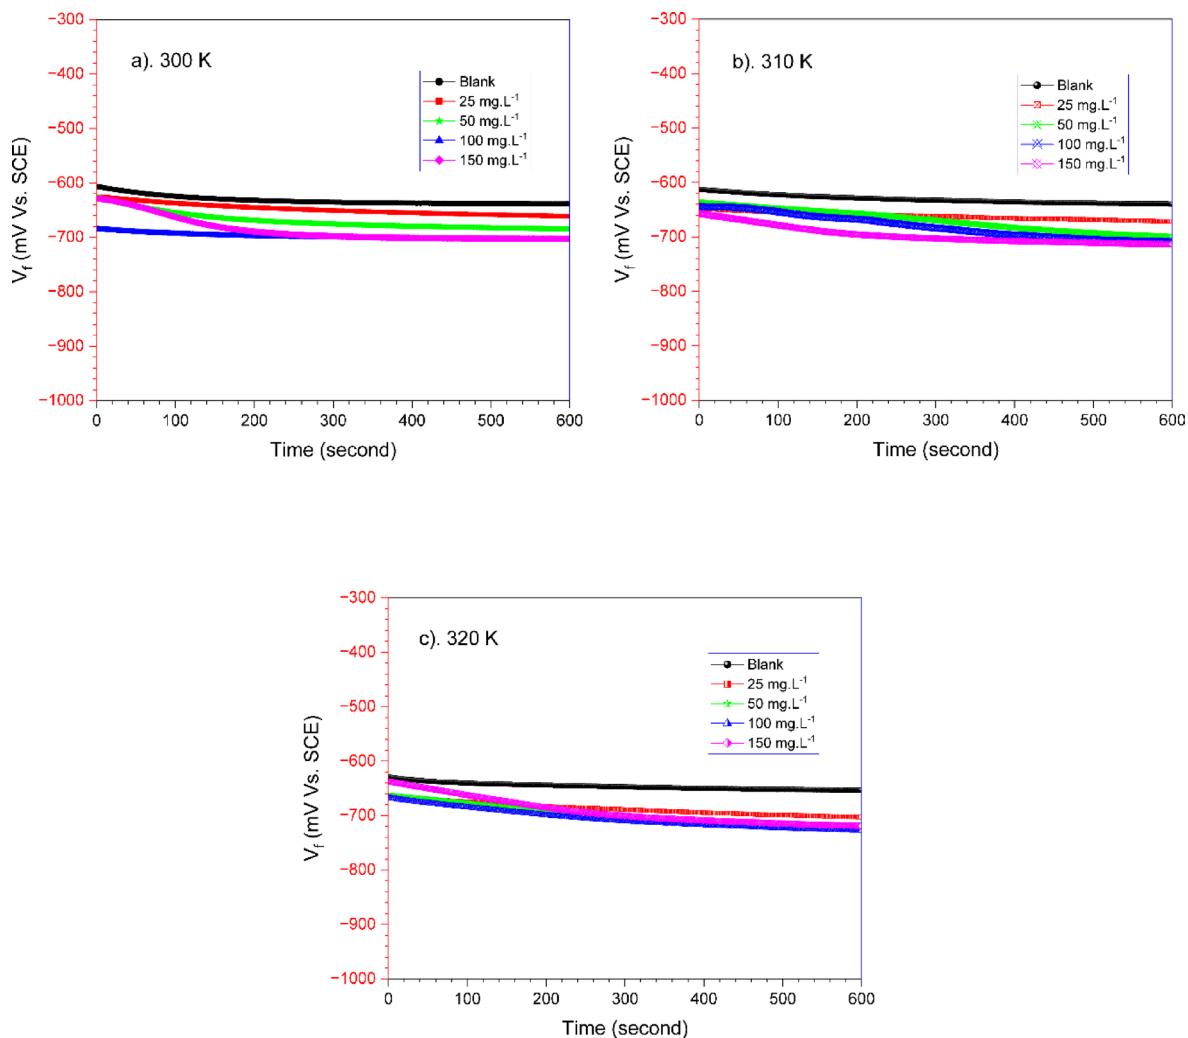 a). 300 K
Blank
25 mg.L⁻¹
50 mg.L⁻¹
100 mg.L⁻¹
150 mg.L⁻¹
−300
−400
−500
−600
−700
−800
−900
−1000
V_f (mV Vs. SCE)
0 100 200 300 400 500 600
Time (second)
b). 310 K
Blank
25 mg.L⁻¹
50 mg.L⁻¹
100 mg.L⁻¹
150 mg.L⁻¹
−300
−400
−500
−600
−700
−800
−900
−1000
V_f (mV Vs. SCE)
0 100 200 300 400 500 600
Time (second)
c). 320 K
Blank
25 mg.L⁻¹
50 mg.L⁻¹
100 mg.L⁻¹
150 mg.L⁻¹
−300
−400
−500
−600
−700
−800
−900
−1000
V_f (mV Vs. SCE)
0 100 200 300 400 500 600
Time (second)